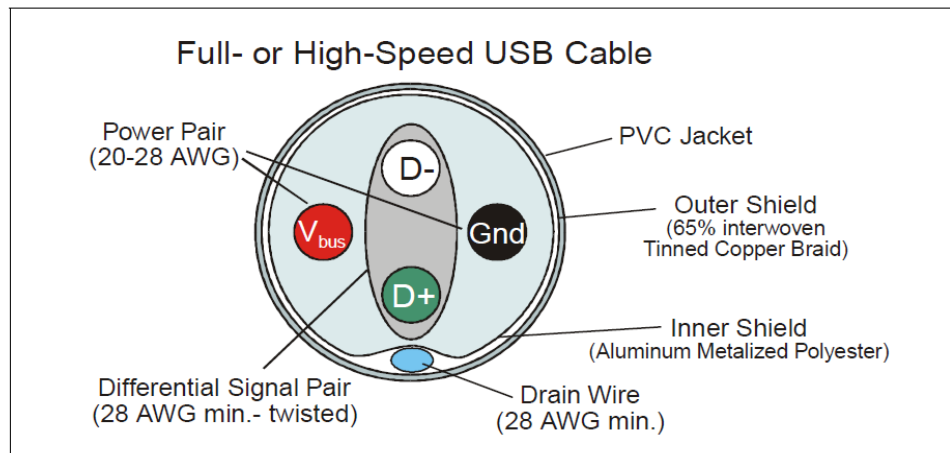 Full- or High-Speed USB Cable
Power Pair
(20-28 AWG)
PVC Jacket
D-
Outer Shield
(65% interwoven
Tinned Copper Braid)
Vbus
Gnd
D+
Inner Shield
(Aluminum Metalized Polyester)
Differential Signal Pair
(28 AWG min.- twisted)
Drain Wire
(28 AWG min.)